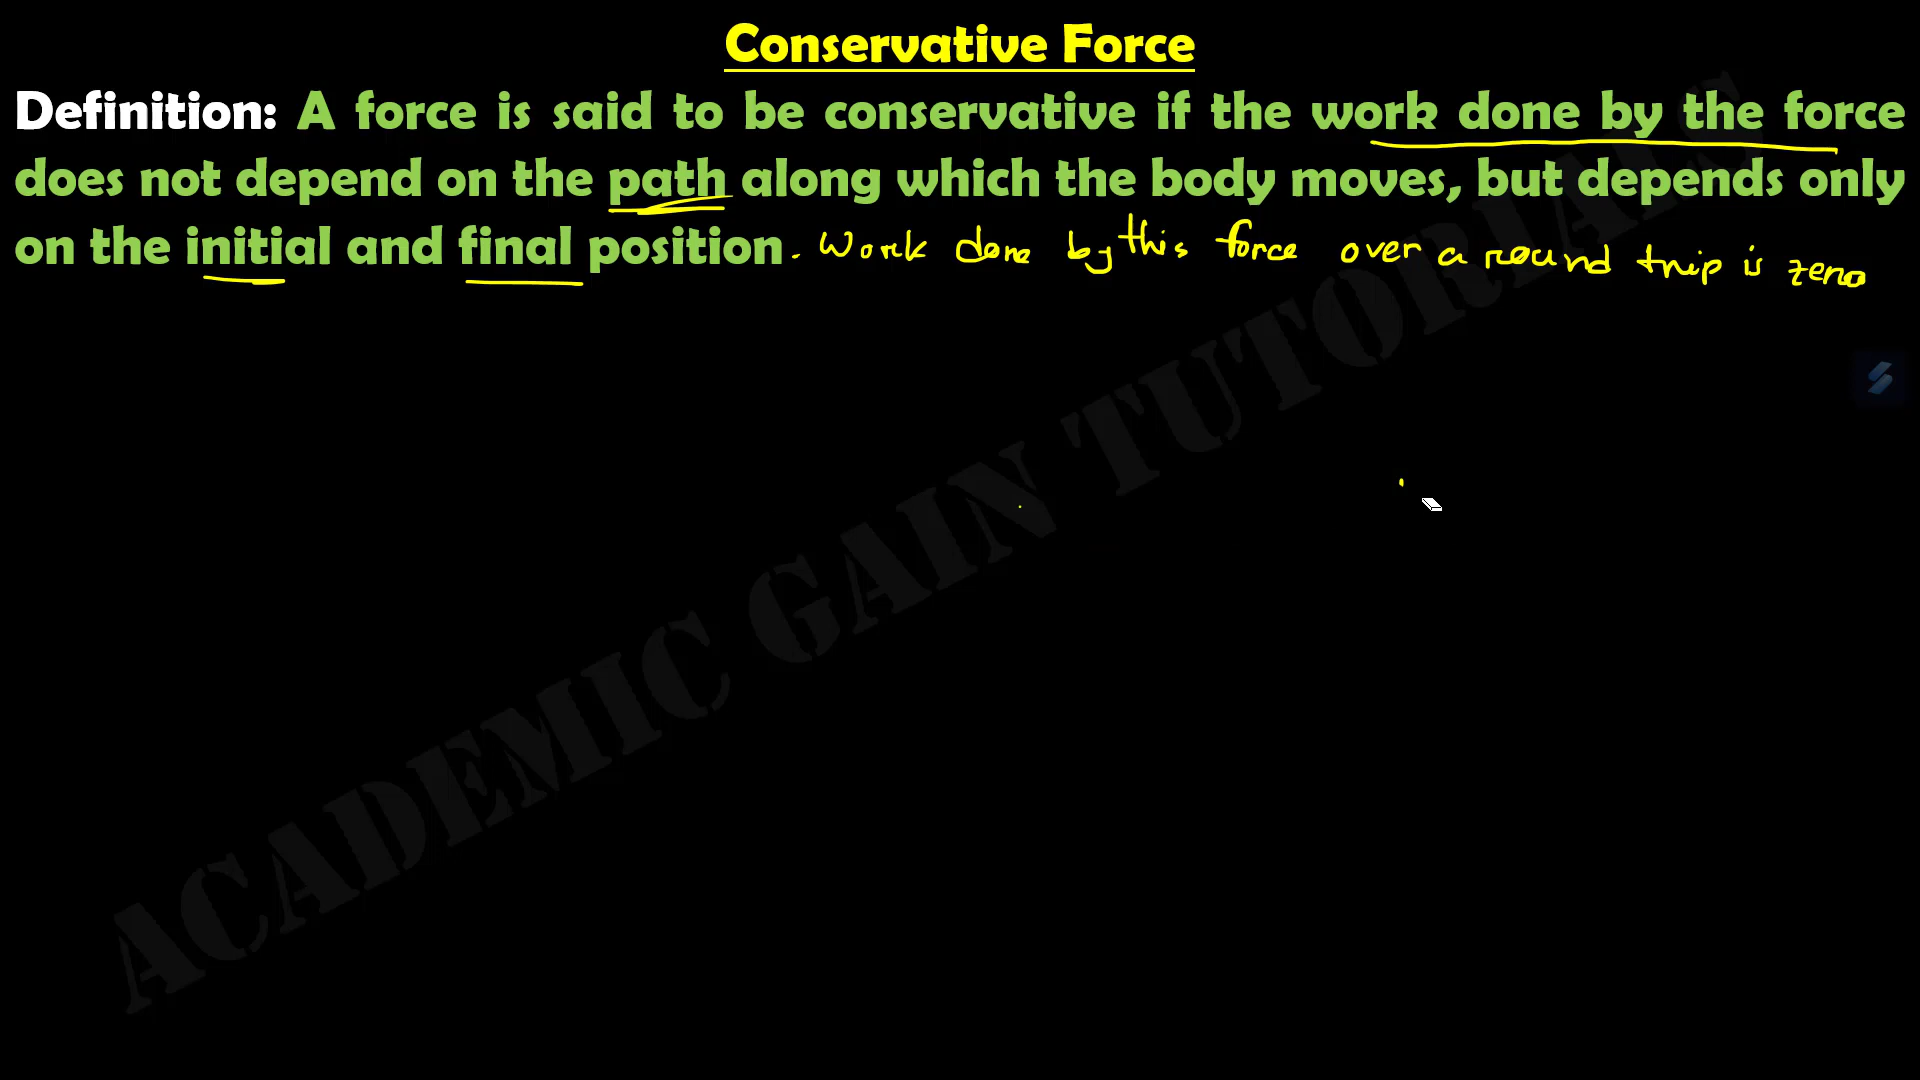 Conservative Force
Definition: A force is said to be conservative if the work done by the force
does not depend on the path along which the body moves, but depends only
on the initial and final position. Work done by this force over a round trip is zero
ACADEMIC GAIN TUTORIALS